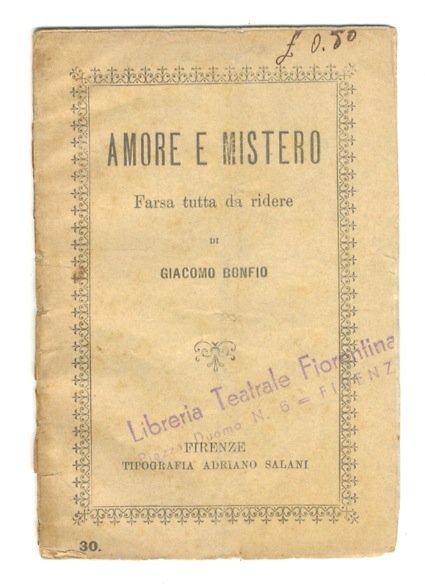 £ 0.50
AMORE E MISTERO
Farsa tutta da ridere
DI
GIACOMO BONFIO
Libreria Teatrale Fiorentina
Piazza Duomo N. 6 = FIRENZ
FIRENZE
TIPOGRAFIA ADRIANO SALANI
30.